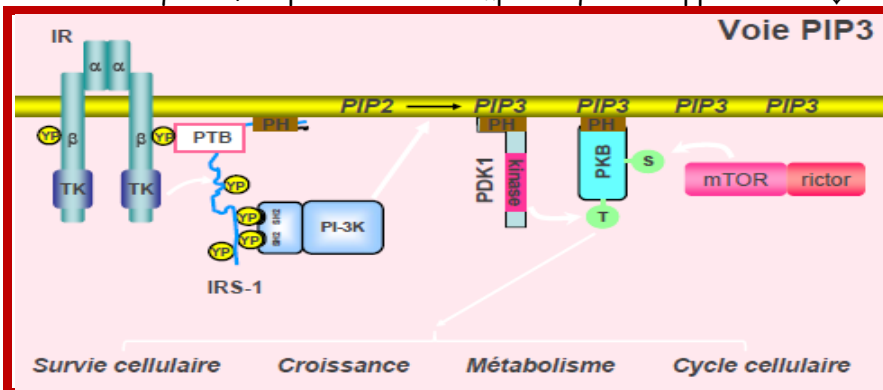 Voie PIP3
IR
α α
PIP2 PIP3 PIP3 PIP3 PIP3
YP β β YP PTB PH PH PH
TK TK YP
PDK1 kinase PKB S
mTOR rictor
YP SH2 PI-3K
YP SH2
T
YP
IRS-1
Survie cellulaire Croissance Métabolisme Cycle cellulaire